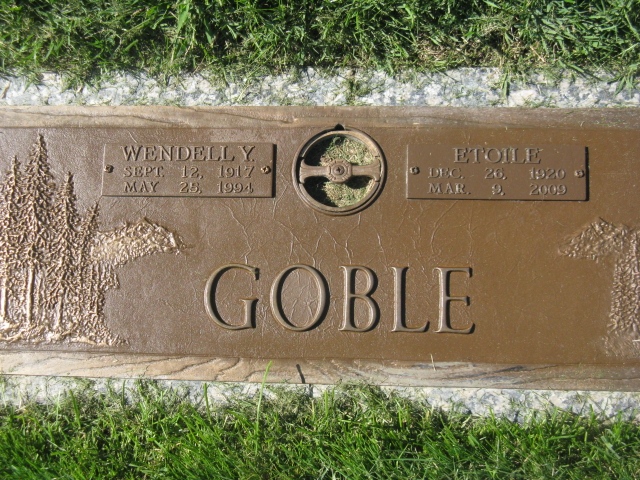 WENDELL Y.
SEPT. 12, 1917
MAY 25, 1994
ETOILE
DEC. 26, 1920
MAR. 9, 2009
GOBLE